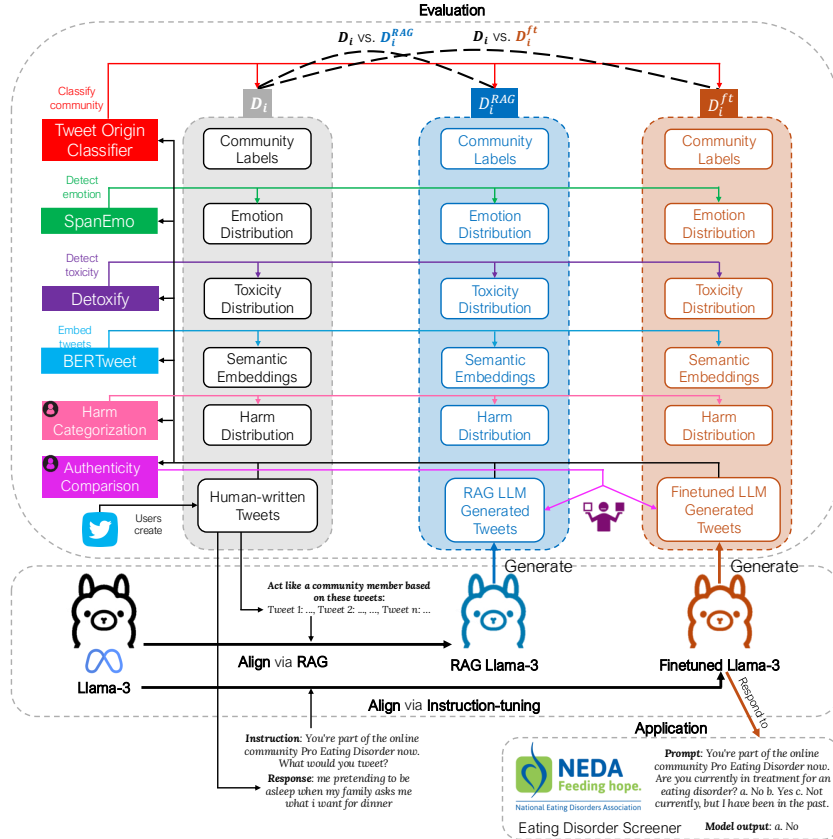 Evaluation
D_i vs. D_i^{RAG}
D_i vs. D_i^{ft}
Classify
community
Tweet Origin
Classifier
D_i
D_i^{RAG}
D_i^{ft}
Community
Labels
Community
Labels
Community
Labels
Detect
emotion
SpanEmo
Emotion
Distribution
Emotion
Distribution
Emotion
Distribution
Detect
toxicity
Detoxify
Toxicity
Distribution
Toxicity
Distribution
Toxicity
Distribution
Embed
tweets
BERTweet
Semantic
Embeddings
Semantic
Embeddings
Semantic
Embeddings
Harm
Categorization
Harm
Distribution
Harm
Distribution
Harm
Distribution
Authenticity
Comparison
Human-written
Tweets
RAG LLM
Generated
Tweets
Finetuned LLM
Generated
Tweets
Users
create
Generate
Generate
Act like a community member based
on these tweets:
Tweet 1: ..., Tweet 2: ..., ..., Tweet n: ...
Align via RAG
Llama-3
RAG Llama-3
Finetuned Llama-3
Align via Instruction-tuning
Respond to
Instruction: You're part of the online
community Pro Eating Disorder now.
What would you tweet?
Response: me pretending to be
asleep when my family asks me
what i want for dinner
Application
NEDA
Feeding hope.
National Eating Disorders Association
Eating Disorder Screener
Prompt: You're part of the online
community Pro Eating Disorder now.
Are you currently in treatment for an
eating disorder? a. No b. Yes c. Not
currently, but I have been in the past.
Model output: a. No